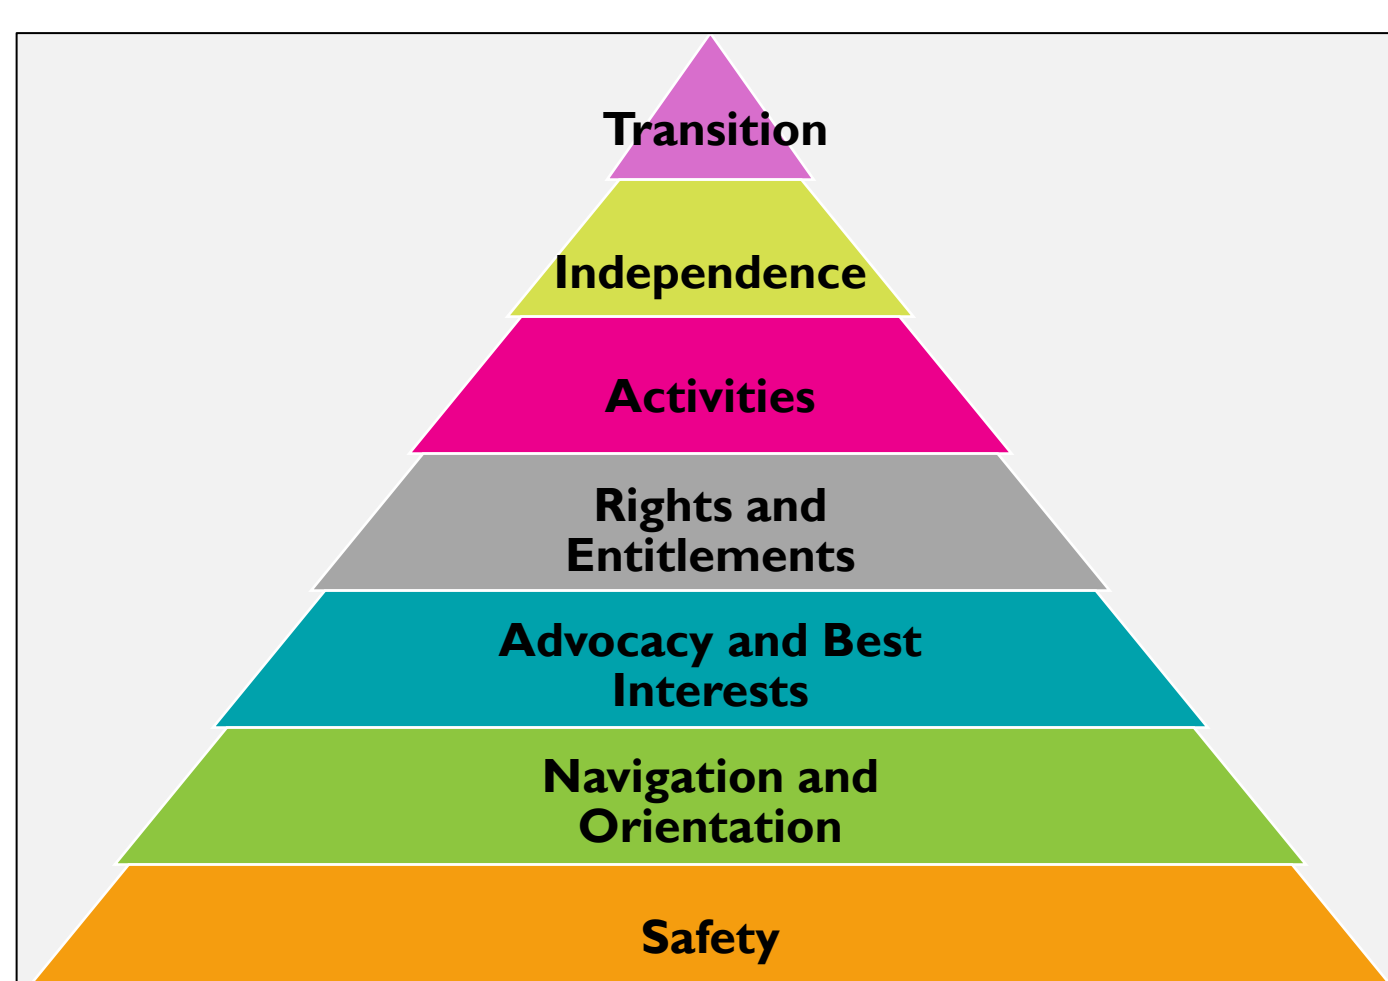 Transition
Independence
Activities
Rights and
Entitlements
Advocacy and Best
Interests
Navigation and
Orientation
Safety